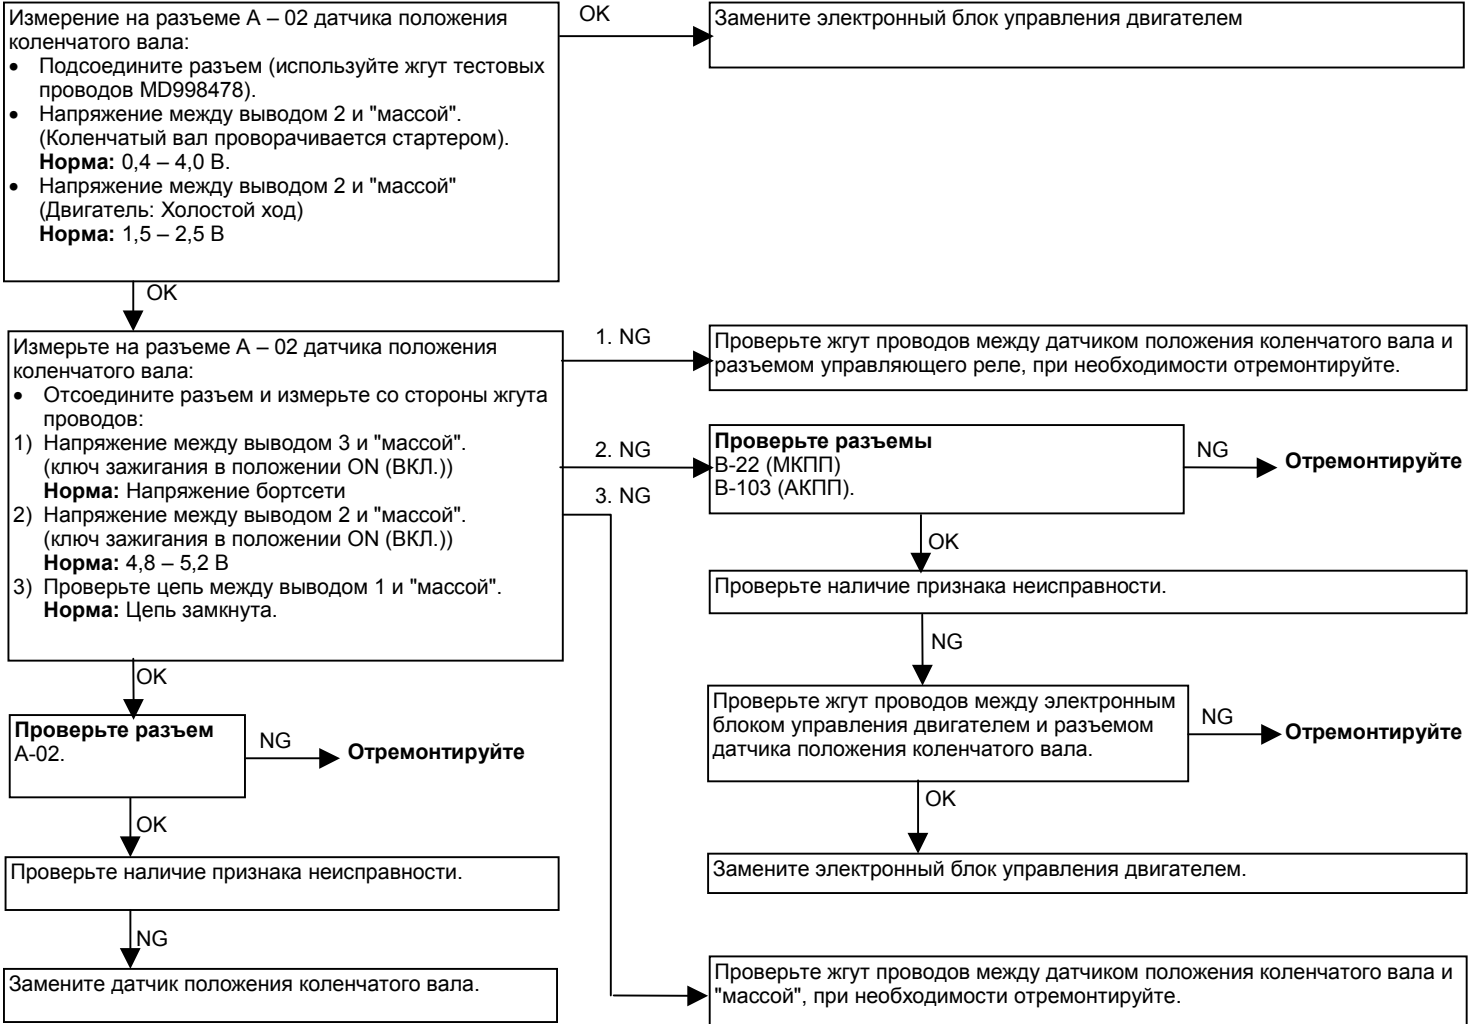 Измерение на разъеме А – 02 датчика положения
коленчатого вала:
• Подсоедините разъем (используйте жгут тестовых
проводов MD998478).
• Напряжение между выводом 2 и "массой".
(Коленчатый вал проворачивается стартером).
Норма: 0,4 – 4,0 В.
• Напряжение между выводом 2 и "массой"
(Двигатель: Холостой ход)
Норма: 1,5 – 2,5 В
OK
Замените электронный блок управления двигателем
OK
Измерьте на разъеме А – 02 датчика положения
коленчатого вала:
• Отсоедините разъем и измерьте со стороны жгута
проводов:
1) Напряжение между выводом 3 и "массой".
(ключ зажигания в положении ON (ВКЛ.))
Норма: Напряжение бортсети
2) Напряжение между выводом 2 и "массой".
(ключ зажигания в положении ON (ВКЛ.))
Норма: 4,8 – 5,2 В
3) Проверьте цепь между выводом 1 и "массой".
Норма: Цепь замкнута.
1. NG
Проверьте жгут проводов между датчиком положения коленчатого вала и
разъемом управляющего реле, при необходимости отремонтируйте.
2. NG
Проверьте разъемы
В-22 (МКПП)
В-103 (АКПП).
NG
Отремонтируйте
3. NG
OK
Проверьте наличие признака неисправности.
NG
Проверьте жгут проводов между электронным
блоком управления двигателем и разъемом
датчика положения коленчатого вала.
NG
Отремонтируйте
OK
Замените электронный блок управления двигателем.
OK
Проверьте разъем
А-02.
NG
Отремонтируйте
OK
Проверьте наличие признака неисправности.
NG
Замените датчик положения коленчатого вала.
Проверьте жгут проводов между датчиком положения коленчатого вала и
"массой", при необходимости отремонтируйте.